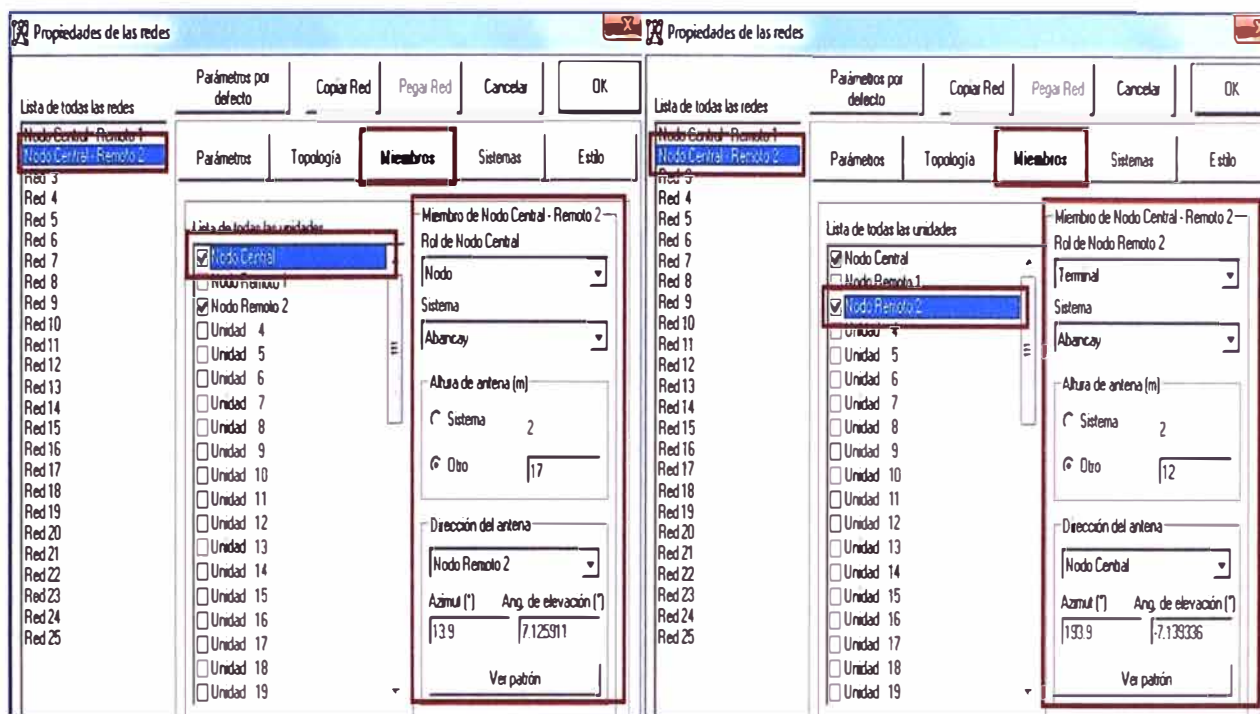 Propiedades de las redes
Parámetros por defecto
Copiar Red
Pegar Red
Cancelar
OK
Lista de todas las redes
Nodo Central - Remoto 1
Nodo Central - Remoto 2
Red 3
Red 4
Red 5
Red 6
Red 7
Red 8
Red 9
Red 10
Red 11
Red 12
Red 13
Red 14
Red 15
Red 16
Red 17
Red 18
Red 19
Red 20
Red 21
Red 22
Red 23
Red 24
Red 25
Parámetros
Topología
Miembros
Sistemas
Estilo
Lista de todas las unidades
Nodo Central
Nodo Remoto 1
Nodo Remoto 2
Unidad 4
Unidad 5
Unidad 6
Unidad 7
Unidad 8
Unidad 9
Unidad 10
Unidad 11
Unidad 12
Unidad 13
Unidad 14
Unidad 15
Unidad 16
Unidad 17
Unidad 18
Unidad 19
Miembro de Nodo Central - Remoto 2
Rol de Nodo Central
Nodo
Sistema
Abancay
Altura de antena (m)
Sistema 2
Otro 17
Dirección del antena
Nodo Remoto 2
Azimut (°) Ang. de elevación (°)
13.9 7.125911
Ver patrón
Propiedades de las redes
Parámetros por defecto
Copiar Red
Pegar Red
Cancelar
OK
Lista de todas las redes
Nodo Central - Remoto 1
Nodo Central - Remoto 2
Red 3
Red 4
Red 5
Red 6
Red 7
Red 8
Red 9
Red 10
Red 11
Red 12
Red 13
Red 14
Red 15
Red 16
Red 17
Red 18
Red 19
Red 20
Red 21
Red 22
Red 23
Red 24
Red 25
Parámetros
Topología
Miembros
Sistemas
Estilo
Lista de todas las unidades
Nodo Central
Nodo Remoto 1
Nodo Remoto 2
Unidad 4
Unidad 5
Unidad 6
Unidad 7
Unidad 8
Unidad 9
Unidad 10
Unidad 11
Unidad 12
Unidad 13
Unidad 14
Unidad 15
Unidad 16
Unidad 17
Unidad 18
Unidad 19
Miembro de Nodo Central - Remoto 2
Rol de Nodo Remoto 2
Terminal
Sistema
Abancay
Altura de antena (m)
Sistema 2
Otro 12
Dirección del antena
Nodo Central
Azimut (°) Ang. de elevación (°)
193.9 -7.139336
Ver patrón